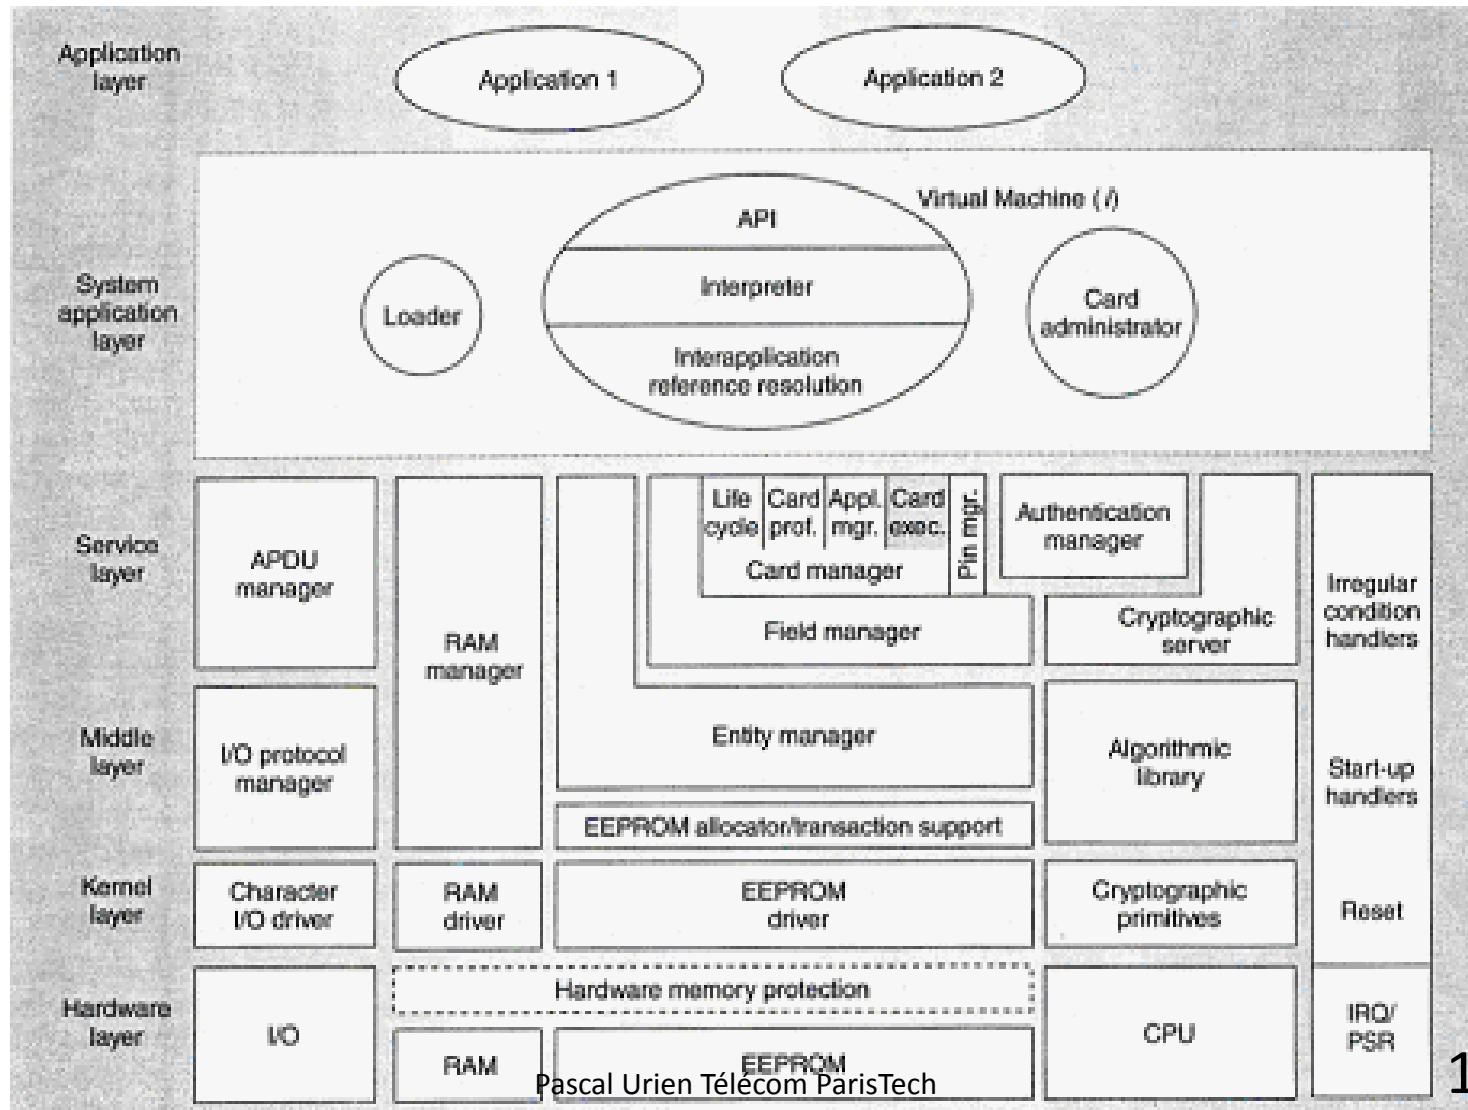 Application
layer
Application 1
Application 2
System
application
layer
Loader
API
Interpreter
Interapplication
reference resolution
Virtual Machine (i)
Card
administrator
Service
layer
APDU
manager
RAM
manager
Life
cycle
Card
prof.
Appl.
mgr.
Card
exec.
Card manager
Pin mgr.
Field manager
Authentication
manager
Cryptographic
server
Irregular
condition
handlers
Middle
layer
I/O protocol
manager
Entity manager
EEPROM allocator/transaction support
Algorithmic
library
Start-up
handlers
Kernel
layer
Character
I/O driver
RAM
driver
EEPROM
driver
Cryptographic
primitives
Reset
Hardware
layer
I/O
Hardware memory protection
RAM
EEPROM
CPU
IRQ/
PSR
Pascal Urien Télécom ParisTech
1